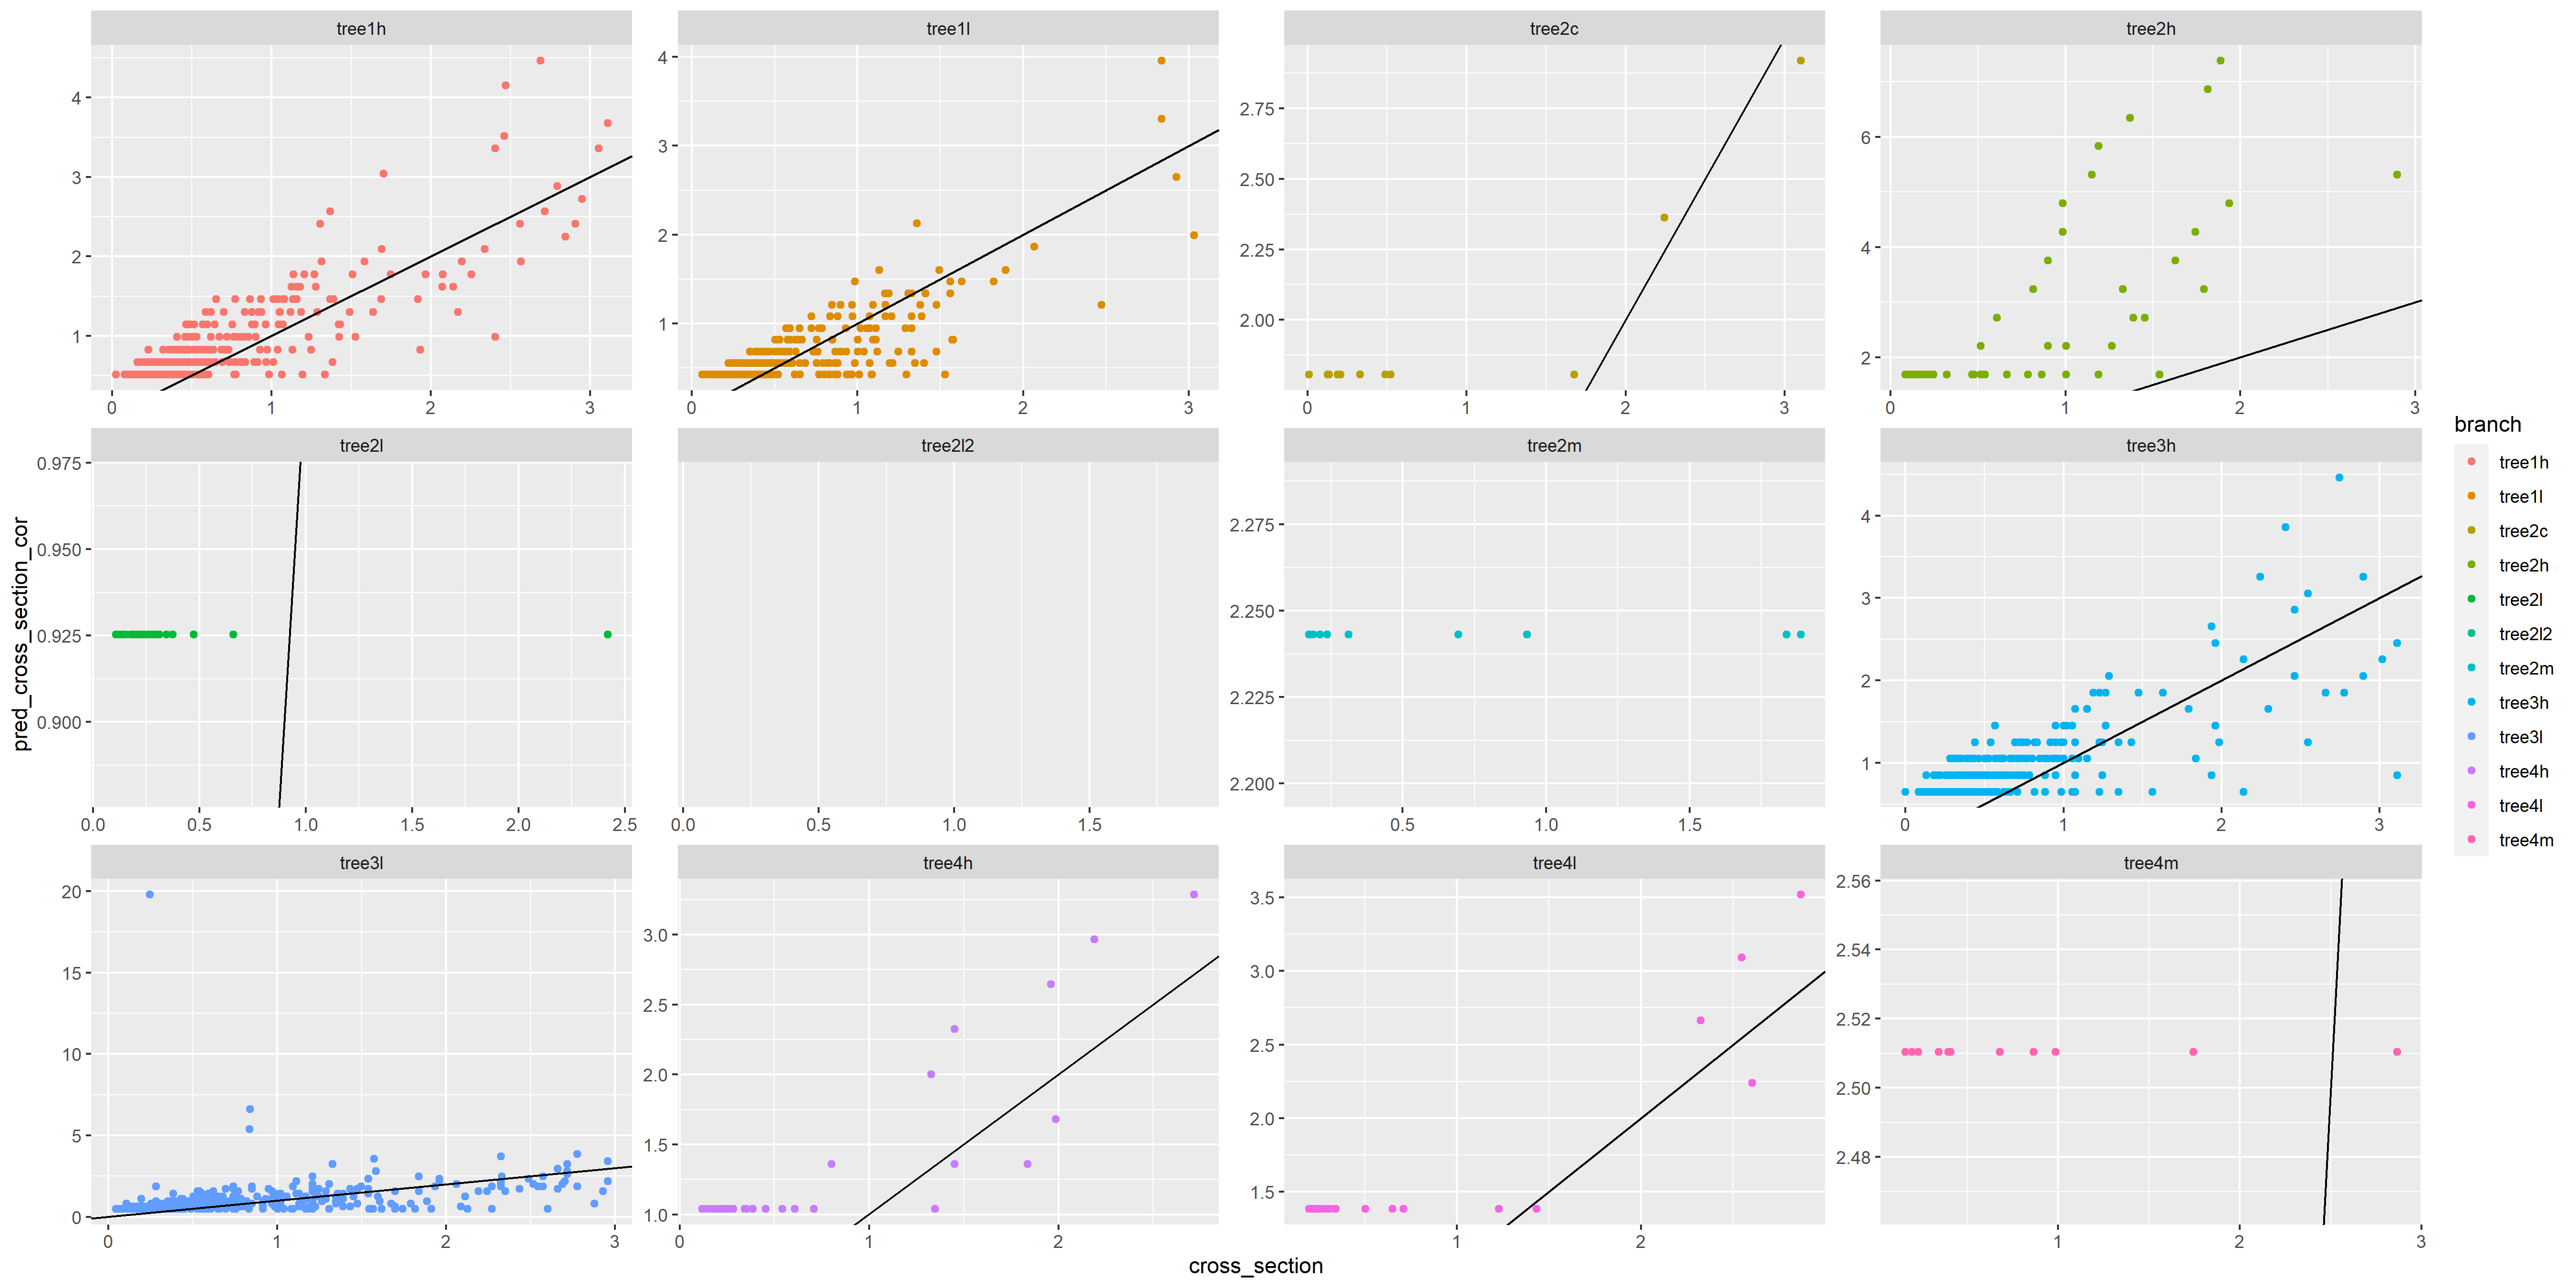 tree1h
tree1l
tree2c
tree2h
4
3
2
1
0 1 2 3
4
3
2
1
0 1 2 3
2.75
2.50
2.25
2.00
0 1 2 3
6
4
2
0 1 2 3
tree2l
tree2l2
tree2m
tree3h
0.975
0.950
0.925
0.900
0.0 0.5 1.0 1.5 2.0 2.5
0.0 0.5 1.0 1.5
2.275
2.250
2.225
2.200
0.5 1.0 1.5
4
3
2
1
0 1 2 3
tree3l
tree4h
tree4l
tree4m
20
15
10
5
0
0 1 2 3
3.0
2.5
2.0
1.5
1.0
0 1 2
3.5
3.0
2.5
2.0
1.5
1 2
2.56
2.54
2.52
2.50
2.48
1 2 3
pred_cross_section_cor
cross_section
branch
tree1h
tree1l
tree2c
tree2h
tree2l
tree2l2
tree2m
tree3h
tree3l
tree4h
tree4l
tree4m